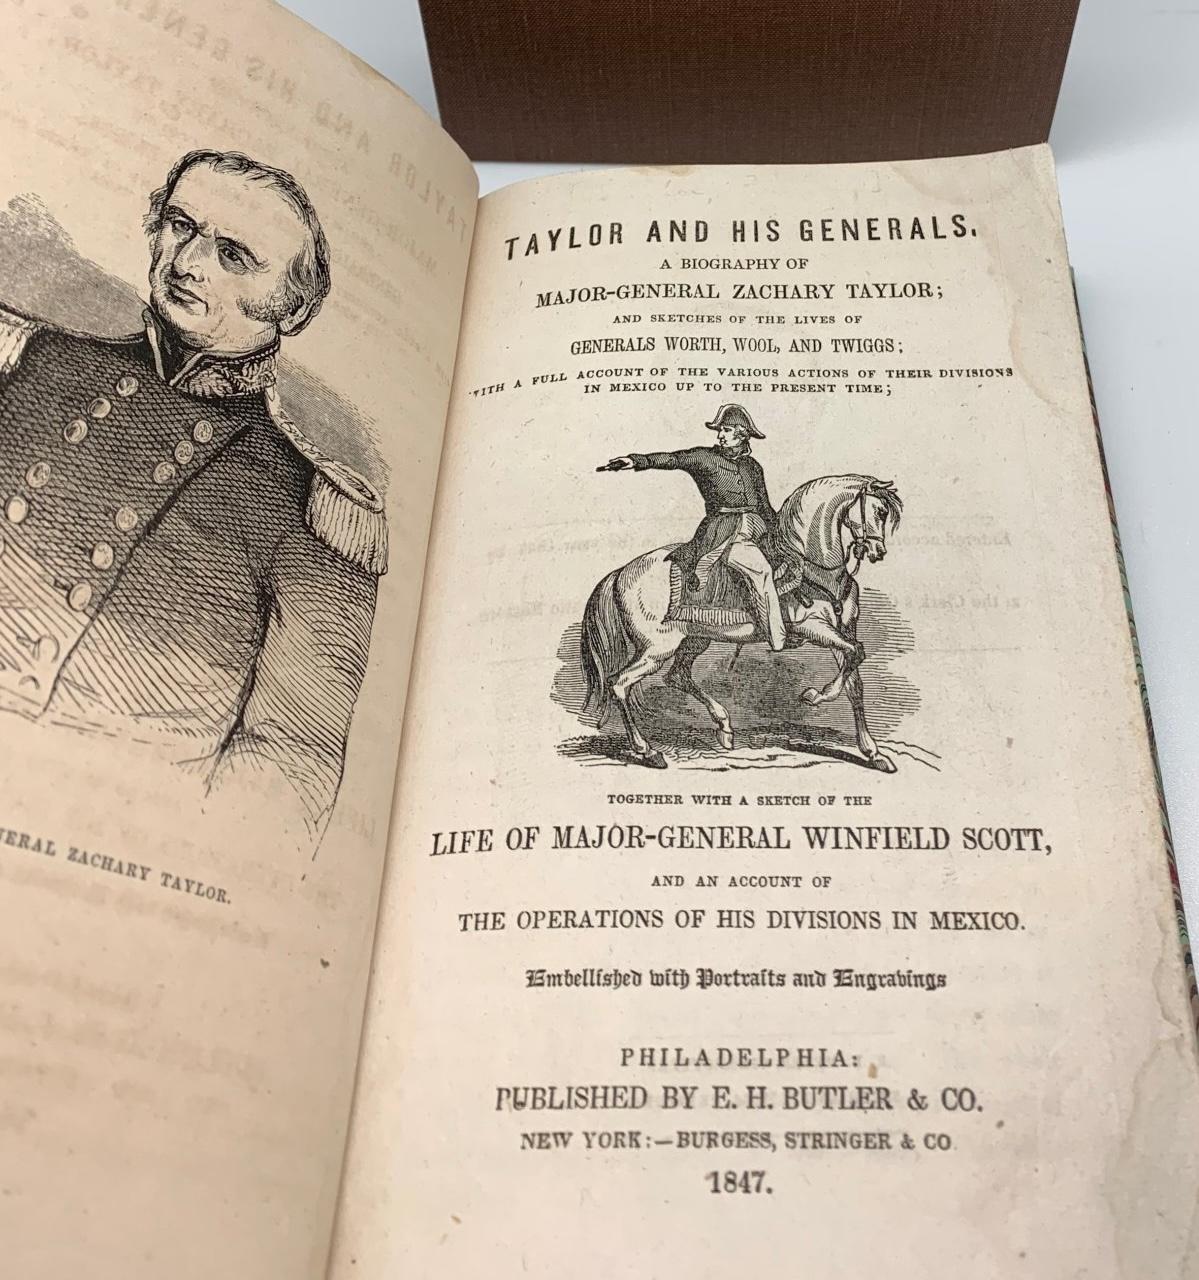 NERAL ZACHARY TAYLOR.
TAYLOR AND HIS GENERALS.
A BIOGRAPHY OF
MAJOR-GENERAL ZACHARY TAYLOR;
AND SKETCHES OF THE LIVES OF
GENERALS WORTH, WOOL, AND TWIGGS;
WITH A FULL ACCOUNT OF THE VARIOUS ACTIONS OF THEIR DIVISIONS
IN MEXICO UP TO THE PRESENT TIME;
TOGETHER WITH A SKETCH OF THE
LIFE OF MAJOR-GENERAL WINFIELD SCOTT,
AND AN ACCOUNT OF
THE OPERATIONS OF HIS DIVISIONS IN MEXICO.
Embellished with Portraits and Engravings
PHILADELPHIA:
PUBLISHED BY E. H. BUTLER & CO.
NEW YORK:—BURGESS, STRINGER & CO
1847.